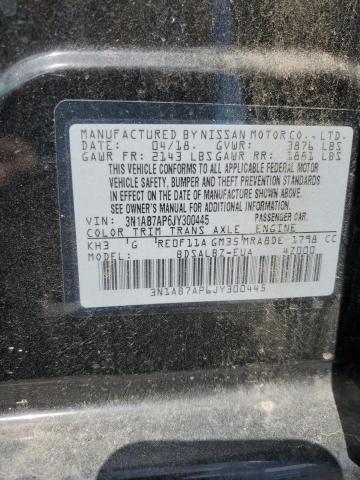 MANUFACTURED BY NISSAN MOTOR CO., LTD.
DATE: 04/18. GVWR: 3876 LBS
GAWR FR: 2143 LBS GAWR RR: 1881 LBS
THIS VEHICLE CONFORMS TO ALL
APPLICABLE FEDERAL MOTOR
VEHICLE SAFETY, BUMPER AND
THEFT PREVENTION STANDARDS
IN EFFECT ON THE DATE OF
MANUFACTURE SHOWN ABOVE.
SEE OWNER'S MANUAL FOR ADDITIONAL INFORMATION.
VIN: 3N1AB7AP6JY300445 PASSENGER CAR.
COLOR TRIM TRANS AXLE ENGINE
KH3 G RE0F11A GM35 MRA8DE 1798 CC
MODEL: BDSALB7-EUA 4Z000
3N1AB7AP6JY300445